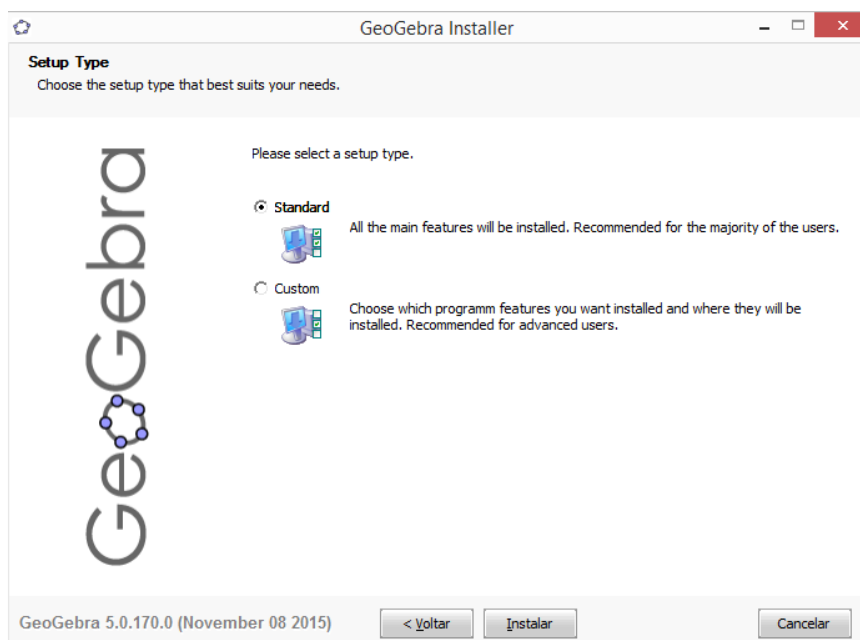 GeoGebra Installer
Setup Type
Choose the setup type that best suits your needs.
GeoGebra
Please select a setup type.
Standard
All the main features will be installed. Recommended for the majority of the users.
Custom
Choose which programm features you want installed and where they will be
installed. Recommended for advanced users.
GeoGebra 5.0.170.0 (November 08 2015)
< Voltar
Instalar
Cancelar